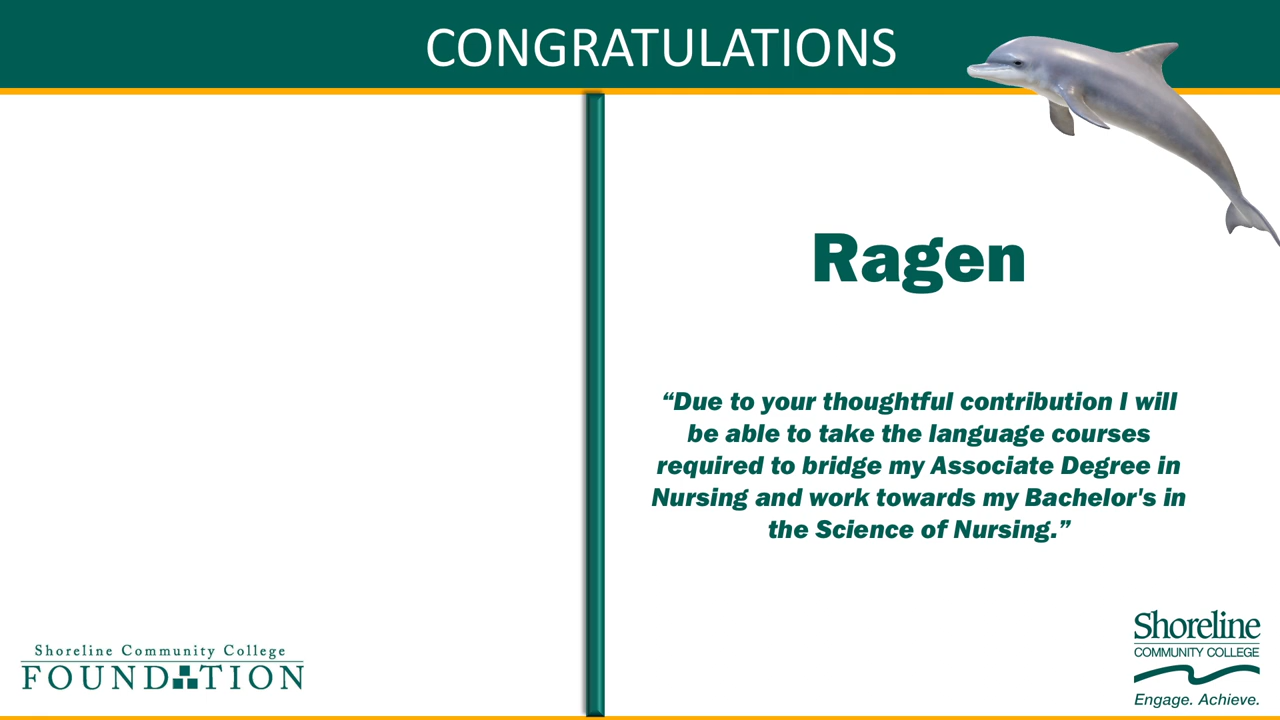 CONGRATULATIONS
Ragen
“Due to your thoughtful contribution I will
be able to take the language courses
required to bridge my Associate Degree in
Nursing and work towards my Bachelor's in
the Science of Nursing.”
Shoreline Community College
FOUNDATION
Shoreline
COMMUNITY COLLEGE
Engage. Achieve.